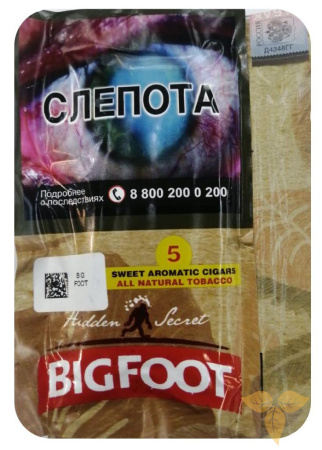 РОССИЯ
СЛЕПОТА
Подробнее
о последствиях
8 800 200 0 200
5
SWEET AROMATIC CIGARS
ALL NATURAL TOBACCO
BIG
FOOT
Hidden Secret
BIGFOOT